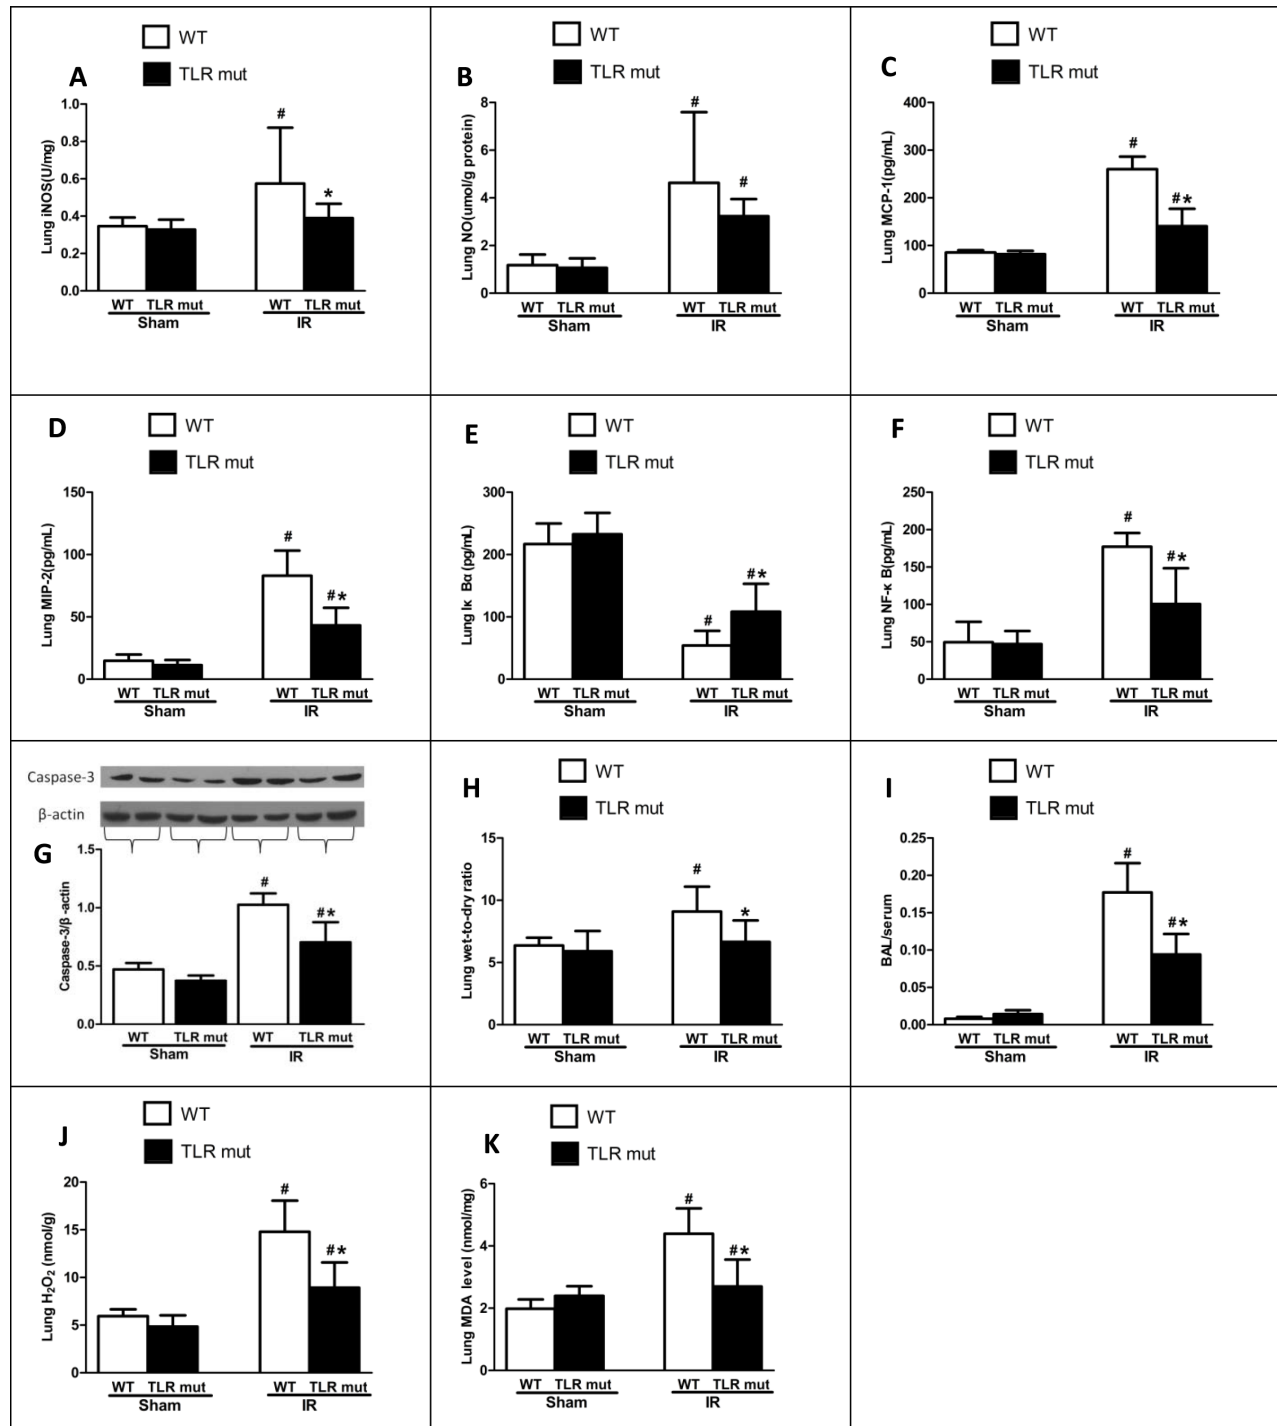 WT
TLR mut
A
Lung iNOS(U/mg)
1.0
0.8
0.6
0.4
0.2
0.0
#
*
WT TLR mut WT TLR mut
Sham IR
WT
TLR mut
B
Lung NO(umol/g protein)
8
6
4
2
0
#
#
WT TLR mut WT TLR mut
Sham IR
WT
TLR mut
C
Lung MCP-1(pg/mL)
400
300
200
100
0
#
#*
WT TLR mut WT TLR mut
Sham IR
D
WT
TLR mut
Lung MIP-2(pg/mL)
150
100
50
0
#
#*
WT TLR mut WT TLR mut
Sham IR
E
WT
TLR mut
Lung Iκ Bα (pg/mL)
300
200
100
0
#
#*
WT TLR mut WT TLR mut
Sham IR
F
WT
TLR mut
Lung NF-κ B(pg/mL)
250
200
150
100
50
0
#
#*
WT TLR mut WT TLR mut
Sham IR
Caspase-3
β-actin
G
Caspase-3/β -actin
1.5
1.0
0.5
0.0
#
#*
WT TLR mut WT TLR mut
Sham IR
H
WT
TLR mut
Lung wet-to-dry ratio
15
10
5
0
#
*
WT TLR mut WT TLR mut
Sham IR
I
WT
TLR mut
BAL/serum
0.25
0.20
0.15
0.10
0.05
0.00
#
#*
WT TLR mut WT TLR mut
Sham IR
J
WT
TLR mut
Lung H₂O₂ (nmol/g)
20
15
10
5
0
#
#*
WT TLR mut WT TLR mut
Sham IR
K
WT
TLR mut
Lung MDA level (nmol/mg)
6
4
2
0
#
#*
WT TLR mut WT TLR mut
Sham IR